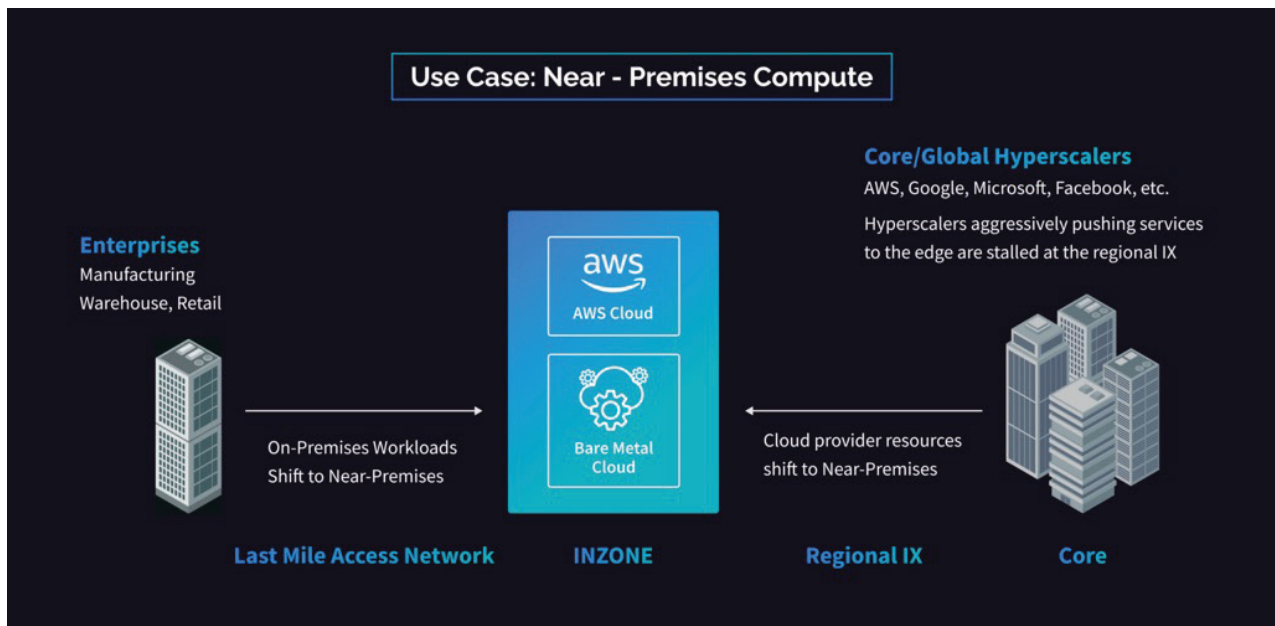 Use Case: Near - Premises Compute
Core/Global Hyperscalers
AWS, Google, Microsoft, Facebook, etc.
Hyperscalers aggressively pushing services
to the edge are stalled at the regional IX
Enterprises
Manufacturing
Warehouse, Retail
aws
AWS Cloud
Bare Metal
Cloud
On-Premises Workloads
Shift to Near-Premises
Cloud provider resources
shift to Near-Premises
Last Mile Access Network
INZONE
Regional IX
Core